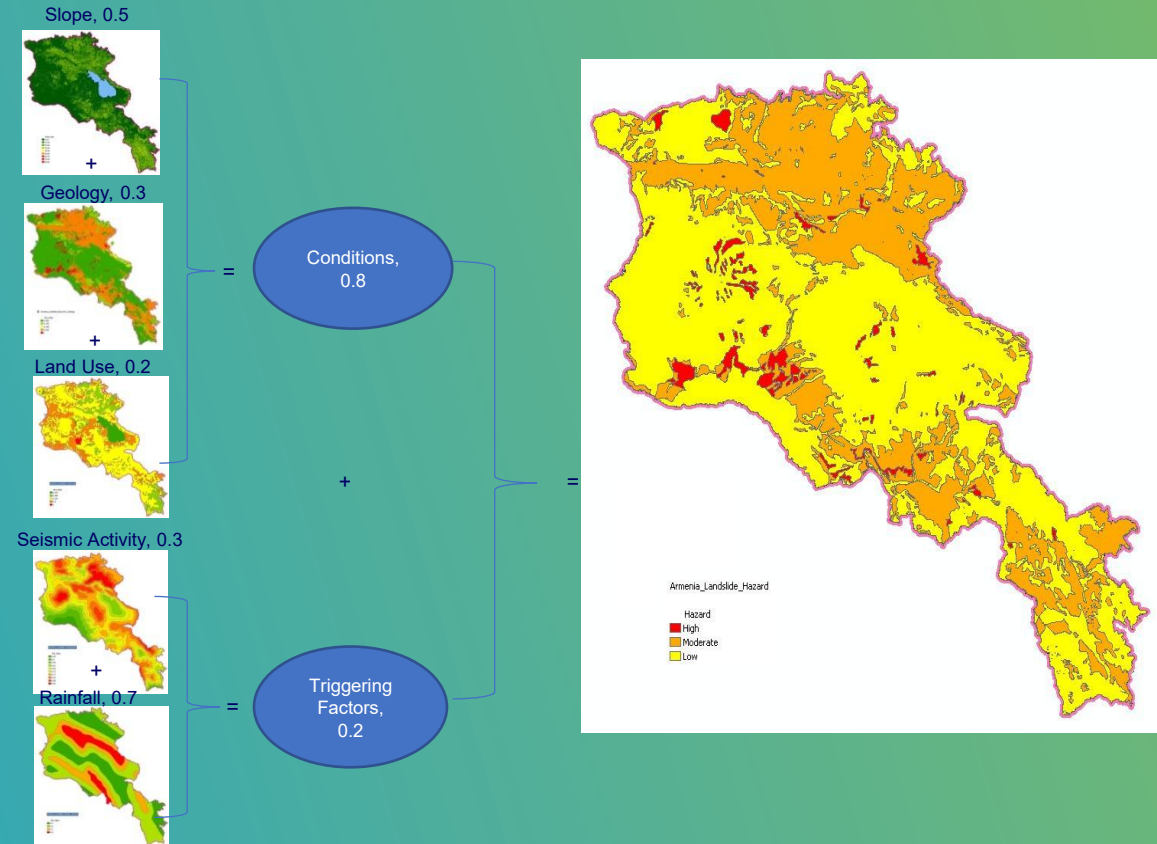 Slope, 0.5
+
Geology, 0.3
+
Land Use, 0.2
=
Conditions,
0.8
+
=
Seismic Activity, 0.3
+
Rainfall, 0.7
=
Triggering
Factors,
0.2
Armenia_Landslide_Hazard
Hazard
High
Moderate
Low